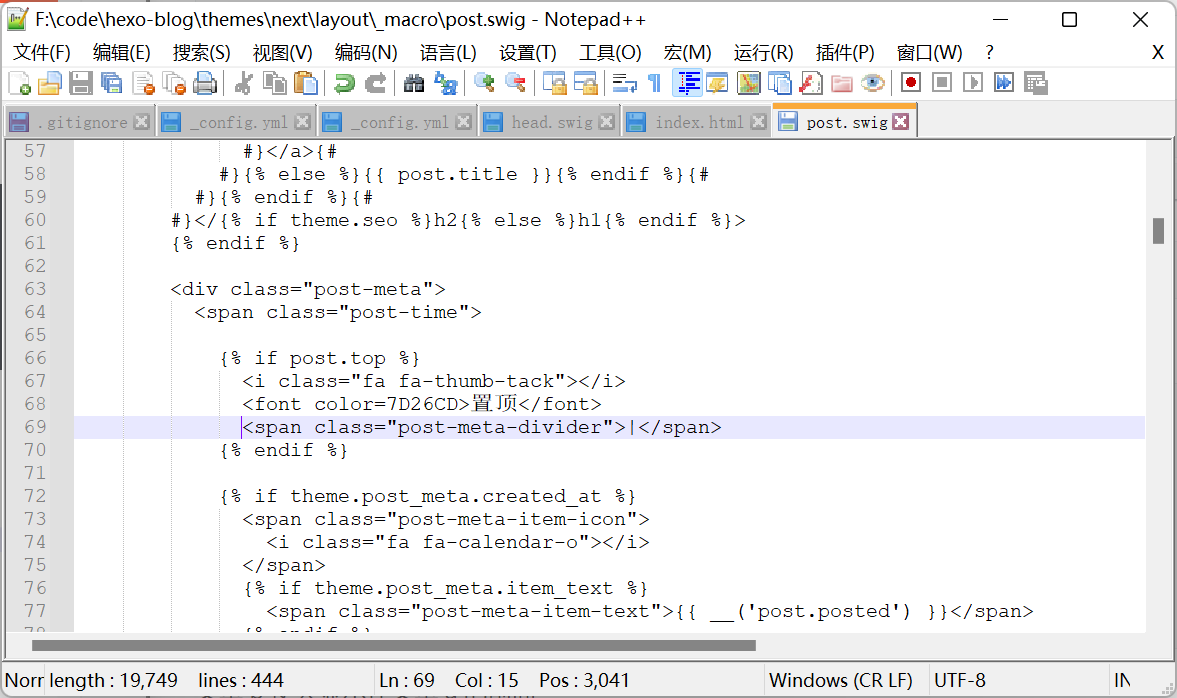 F:\code\hexo-blog\themes\next\layout\_macro\post.swig - Notepad++
文件(F) 编辑(E) 搜索(S) 视图(V) 编码(N) 语言(L) 设置(T) 工具(O) 宏(M) 运行(R) 插件(P) 窗口(W) ? X
.gitignore _config.yml _config.yml head.swig index.html post.swig
57 #}</a>{#
58 #}{% else %}{{ post.title }}{% endif %}{#
59 #}{% endif %}{#
60 #}</{% if theme.seo %}h2{% else %}h1{% endif %}>
61 {% endif %}
62
63 <div class="post-meta">
64 <span class="post-time">
65
66 {% if post.top %}
67 <i class="fa fa-thumb-tack"></i>
68 <font color=7D26CD>置顶</font>
69 <span class="post-meta-divider">|</span>
70 {% endif %}
71
72 {% if theme.post_meta.created_at %}
73 <span class="post-meta-item-icon">
74 <i class="fa fa-calendar-o"></i>
75 </span>
76 {% if theme.post_meta.item_text %}
77 <span class="post-meta-item-text">{{ __('post.posted') }}</span>
78 {% endif %}
Norr length : 19,749 lines : 444 Ln : 69 Col : 15 Pos : 3,041 Windows (CR LF) UTF-8 IN